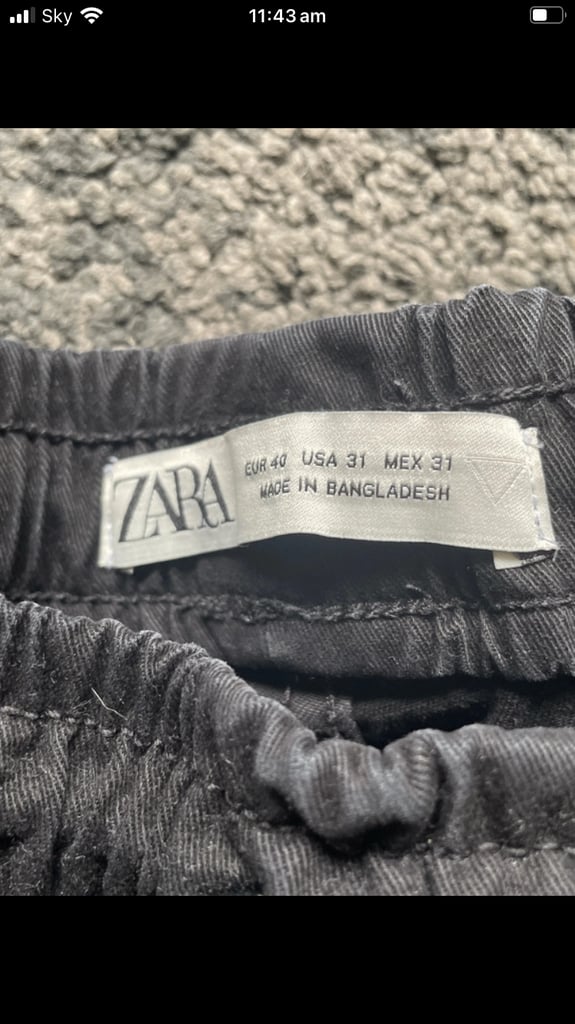 Sky 11:43 am
ZARA
EUR 40 USA 31 MEX 31
MADE IN BANGLADESH